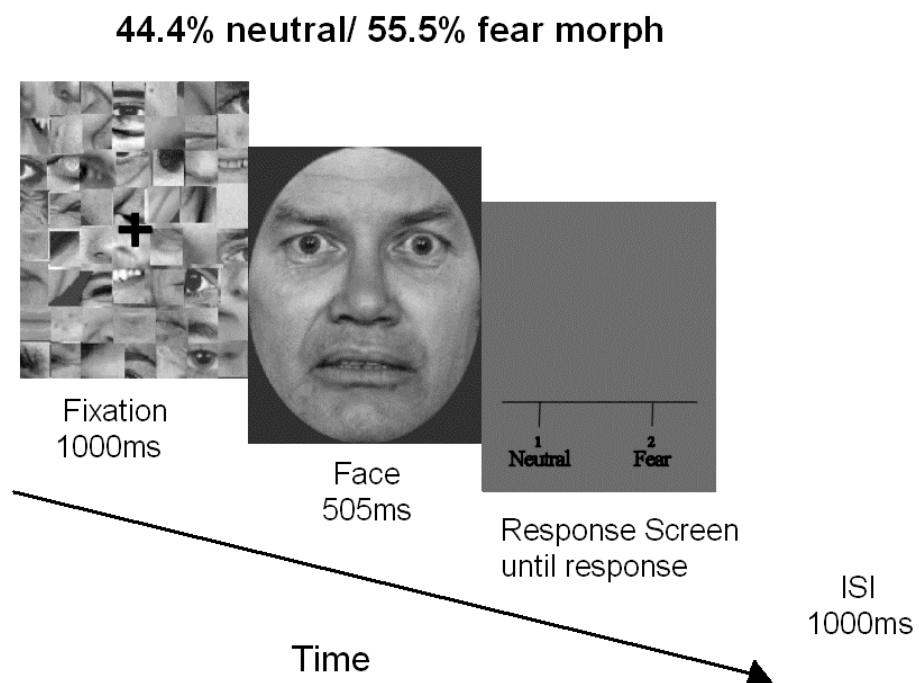 44.4% neutral/ 55.5% fear morph
Fixation
1000ms
Face
505ms
1
2
Neutral
Fear
Response Screen
until response
ISI
1000ms
Time